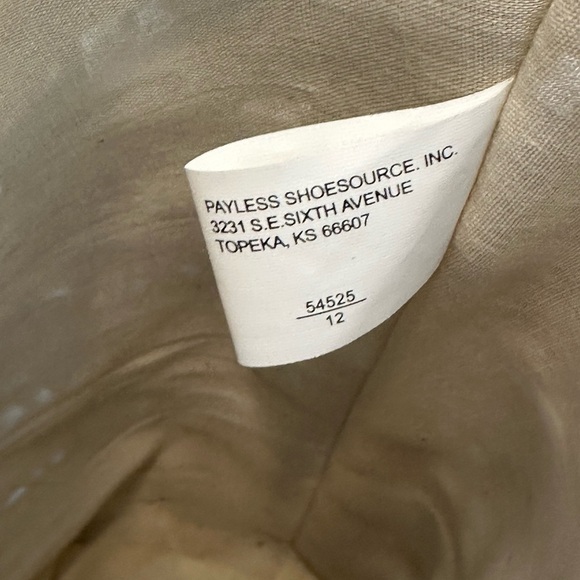 PAYLESS SHOESOURCE. INC.
3231 S.E.SIXTH AVENUE
TOPEKA, KS 66607
54525
12